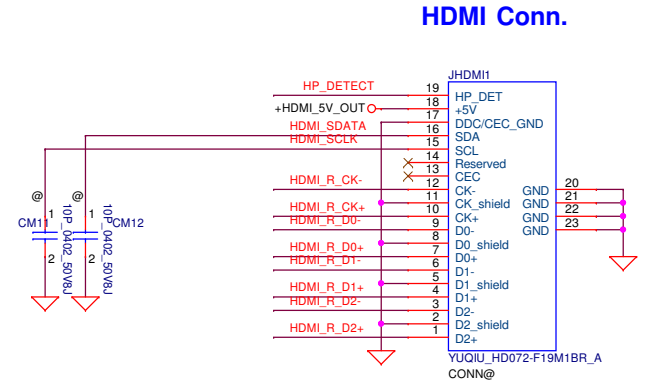 HDMI Conn.
JHDMI1
HP_DETECT 19 HP_DET
+HDMI_5V_OUT 18 +5V
17 DDC/CEC_GND
HDMI_SDATA 16 SDA
HDMI_SCLK 15 SCL
14 Reserved
13 CEC
HDMI_R_CK- 12 CK- GND 20
11 CK_shield GND 21
HDMI_R_CK+ 10 CK+ GND 22
HDMI_R_D0- 9 D0- GND 23
8 D0_shield
HDMI_R_D0+ 7 D0+
HDMI_R_D1- 6 D1-
5 D1_shield
HDMI_R_D1+ 4 D1+
HDMI_R_D2- 3 D2-
2 D2_shield
HDMI_R_D2+ 1 D2+
YUQIU_HD072-F19M1BR_A
CONN@
@ @
1 1
CM11 CM12
10P_0402_50V8J
10P_0402_50V8J
2 2